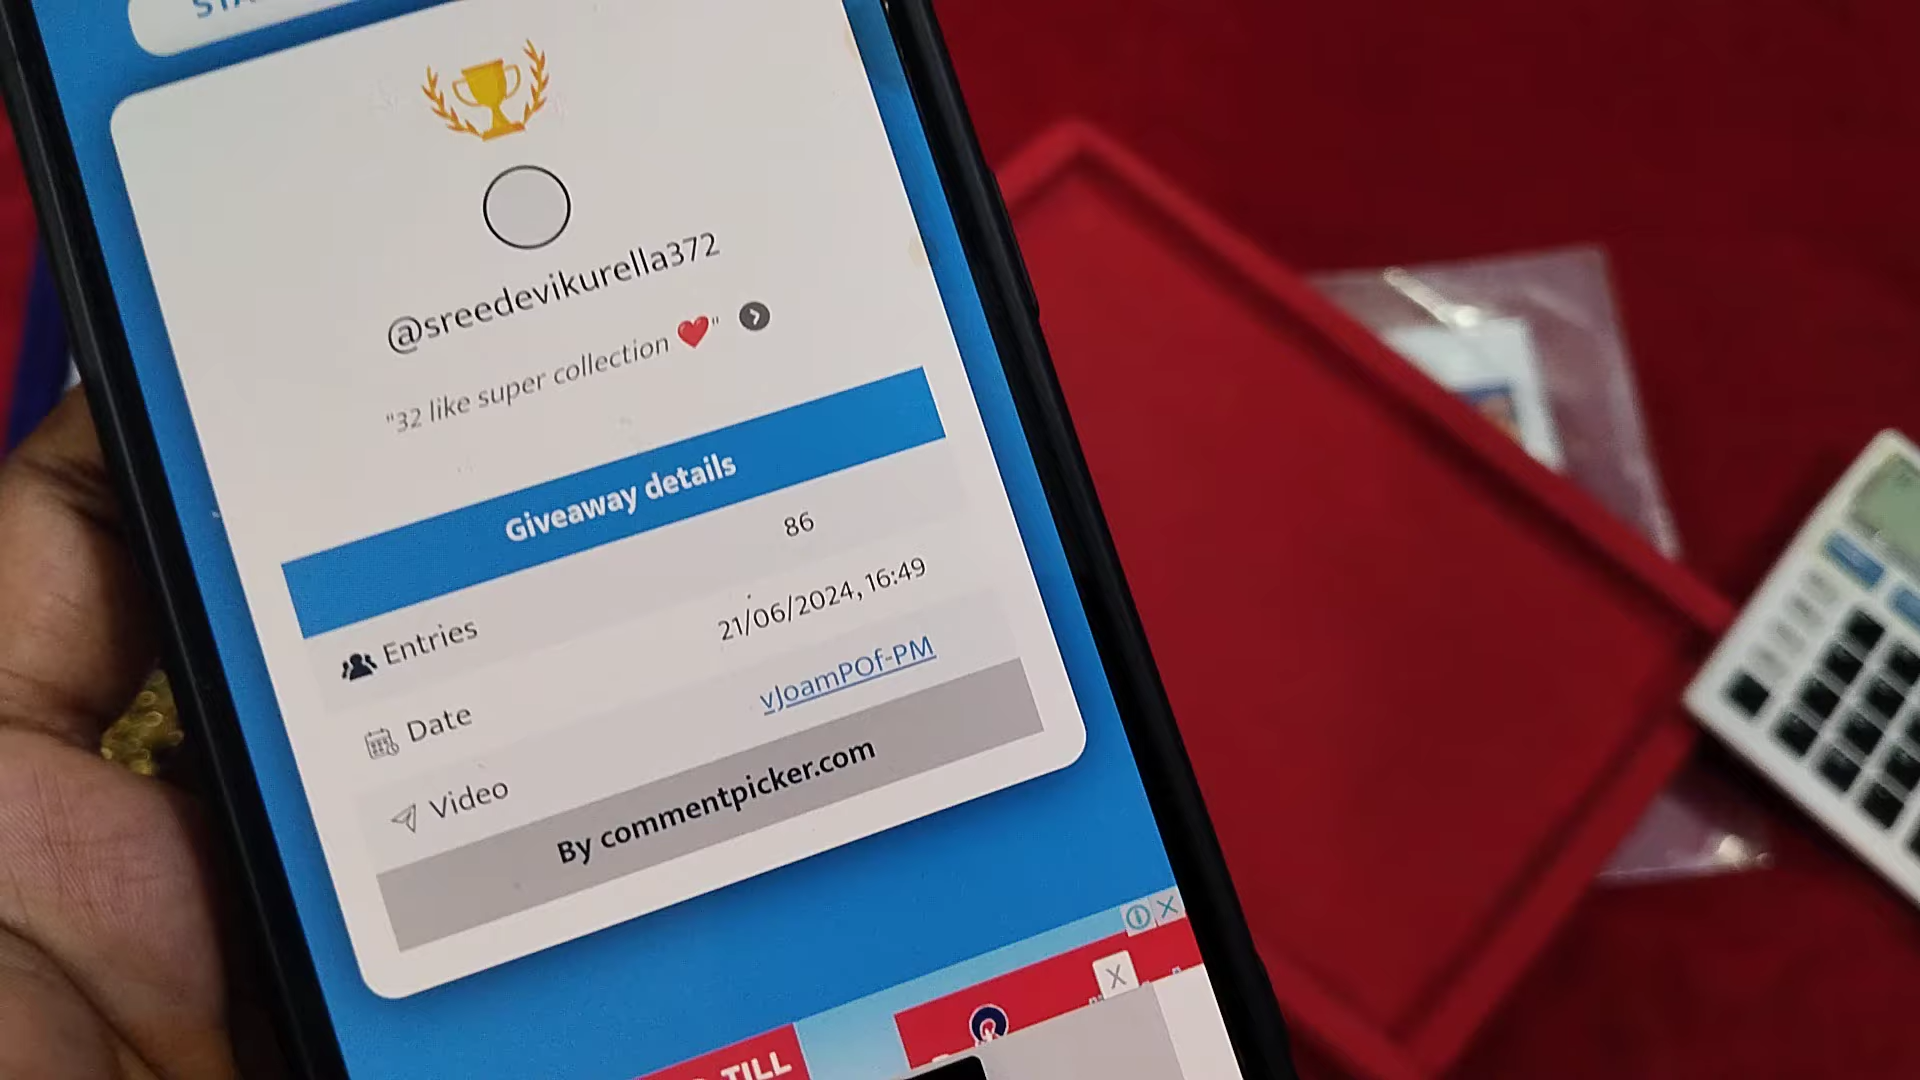 @sreedevikurella372
"32 like super collection ❤️"
Giveaway details
Entries 86
Date 21/06/2024, 16:49
Video vJoamPOf-PM
By commentpicker.com
X
TILL